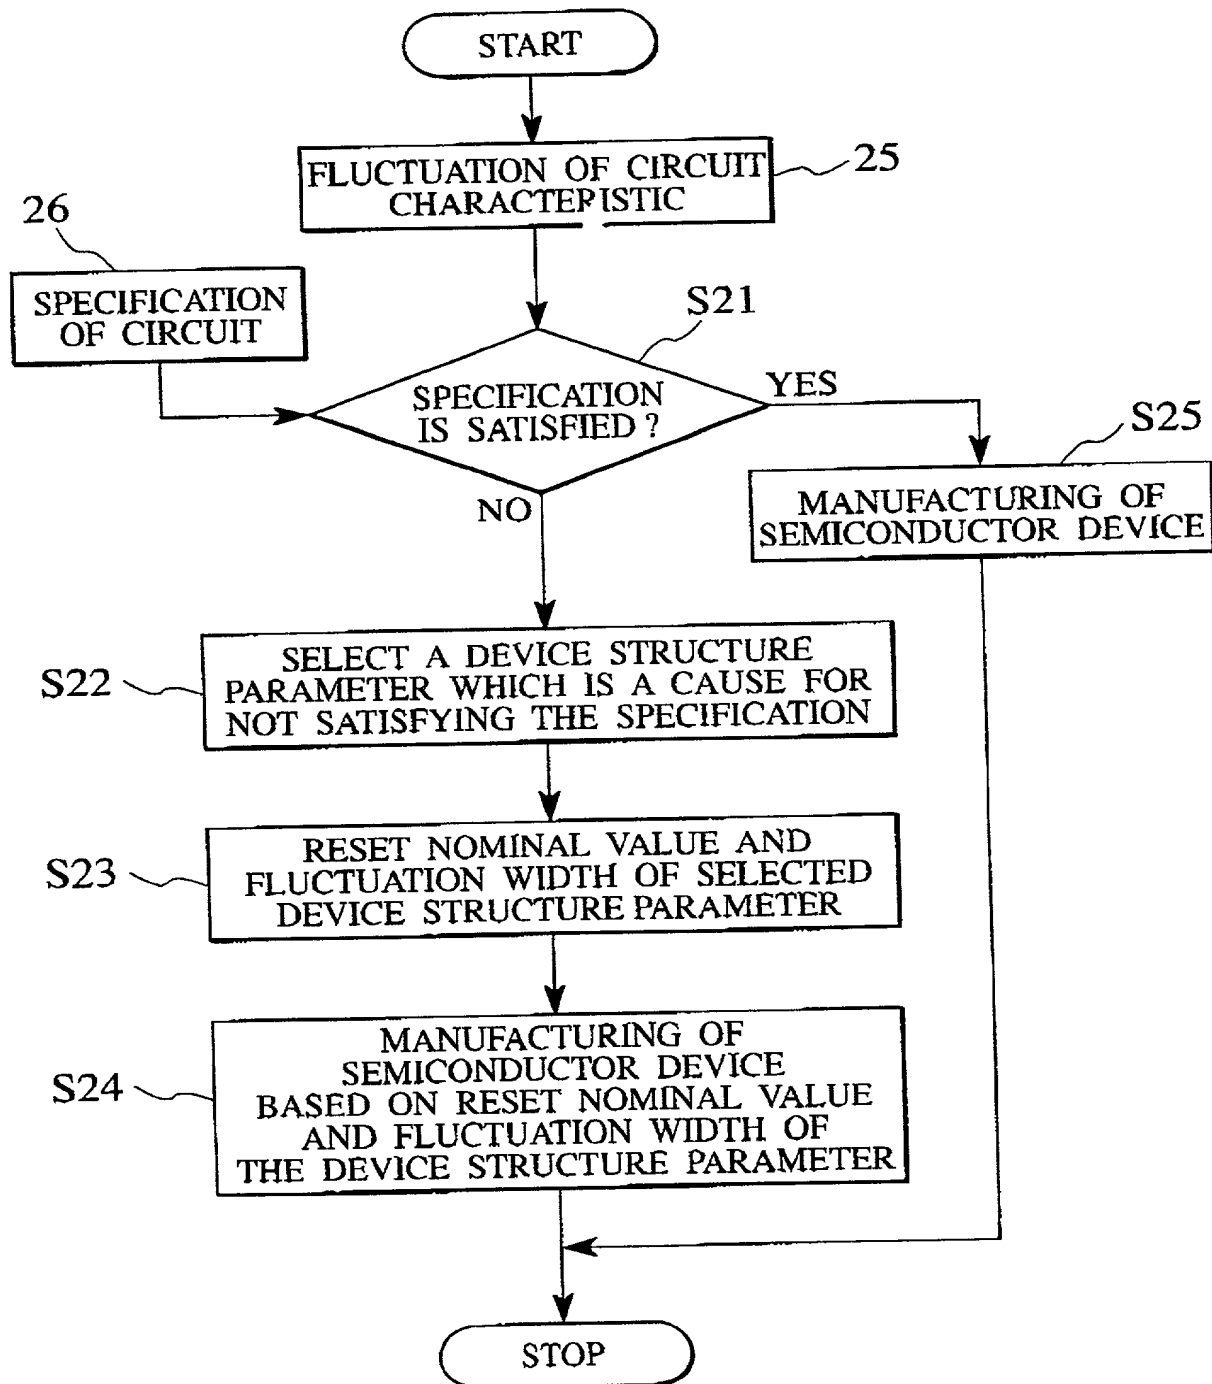 START
FLUCTUATION OF CIRCUIT
CHARACTERISTIC
25
26
SPECIFICATION
OF CIRCUIT
S21
SPECIFICATION
IS SATISFIED ?
YES
NO
S25
MANUFACTURING OF
SEMICONDUCTOR DEVICE
S22
SELECT A DEVICE STRUCTURE
PARAMETER WHICH IS A CAUSE FOR
NOT SATISFYING THE SPECIFICATION
S23
RESET NOMINAL VALUE AND
FLUCTUATION WIDTH OF SELECTED
DEVICE STRUCTURE PARAMETER
S24
MANUFACTURING OF
SEMICONDUCTOR DEVICE
BASED ON RESET NOMINAL VALUE
AND FLUCTUATION WIDTH OF
THE DEVICE STRUCTURE PARAMETER
STOP